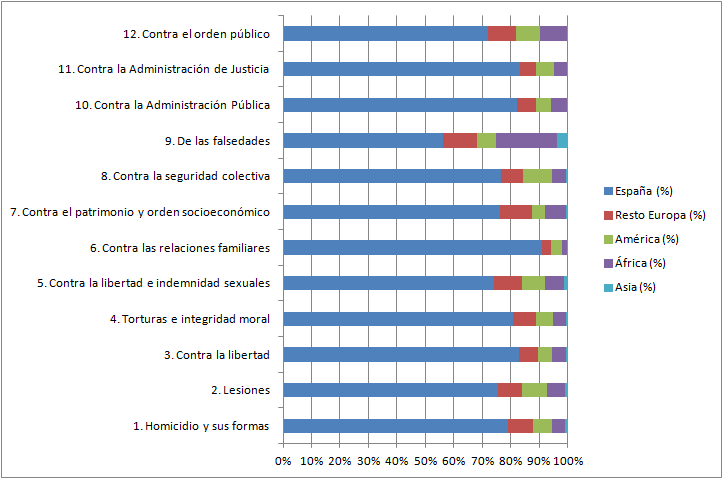 12. Contra el orden público
11. Contra la Administración de Justicia
10. Contra la Administración Pública
9. De las falsedades
8. Contra la seguridad colectiva
7. Contra el patrimonio y orden socioeconómico
6. Contra las relaciones familiares
5. Contra la libertad e indemnidad sexuales
4. Torturas e integridad moral
3. Contra la libertad
2. Lesiones
1. Homicidio y sus formas
0% 10% 20% 30% 40% 50% 60% 70% 80% 90% 100%
España (%)
Resto Europa (%)
América (%)
África (%)
Asia (%)